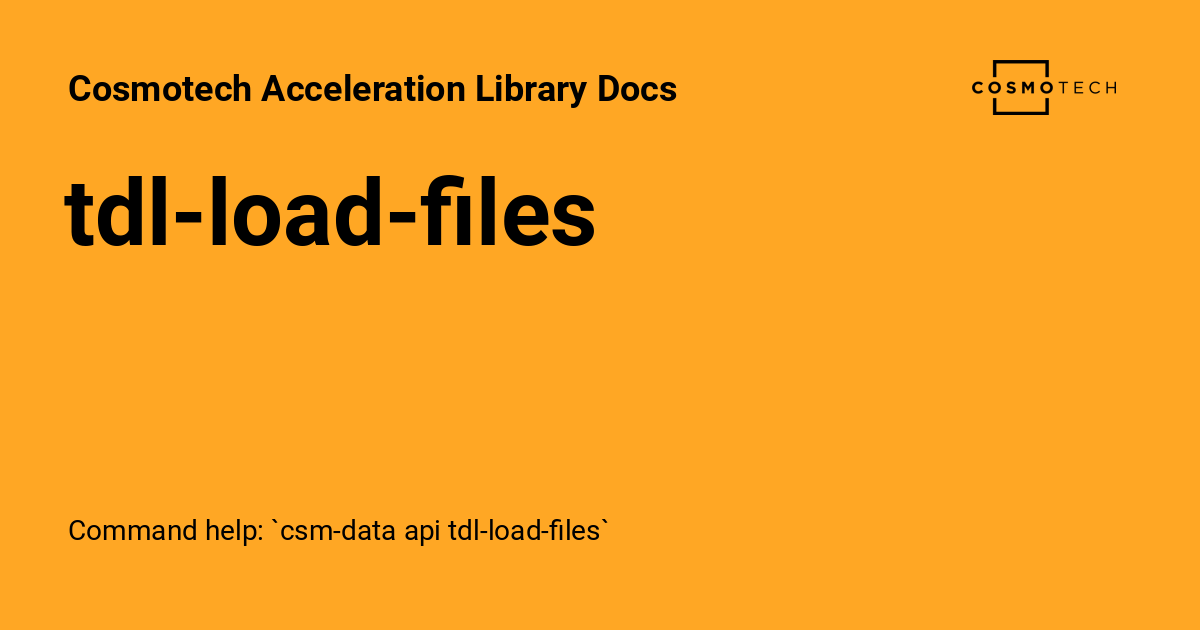 Cosmotech Acceleration Library Docs
COSMOTECH
tdl-load-files
Command help: `csm-data api tdl-load-files`